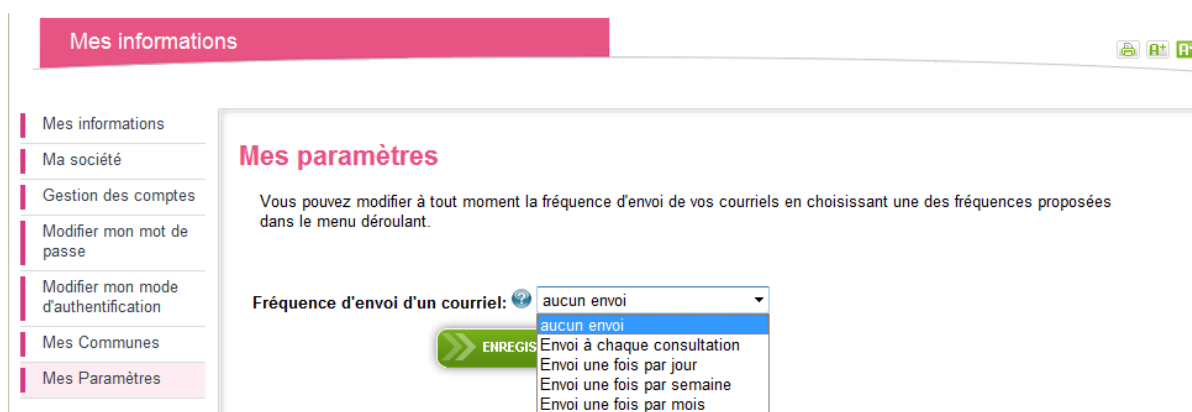 Mes informations
A+
Mes informations
Ma société
Gestion des comptes
Modifier mon mot de
passe
Modifier mon mode
d'authentification
Mes Communes
Mes Paramètres
Mes paramètres
Vous pouvez modifier à tout moment la fréquence d'envoi de vos courriels en choisissant une des fréquences proposées
dans le menu déroulant.
Fréquence d'envoi d'un courriel: ? aucun envoi
aucun envoi
Envoi à chaque consultation
Envoi une fois par jour
Envoi une fois par semaine
Envoi une fois par mois